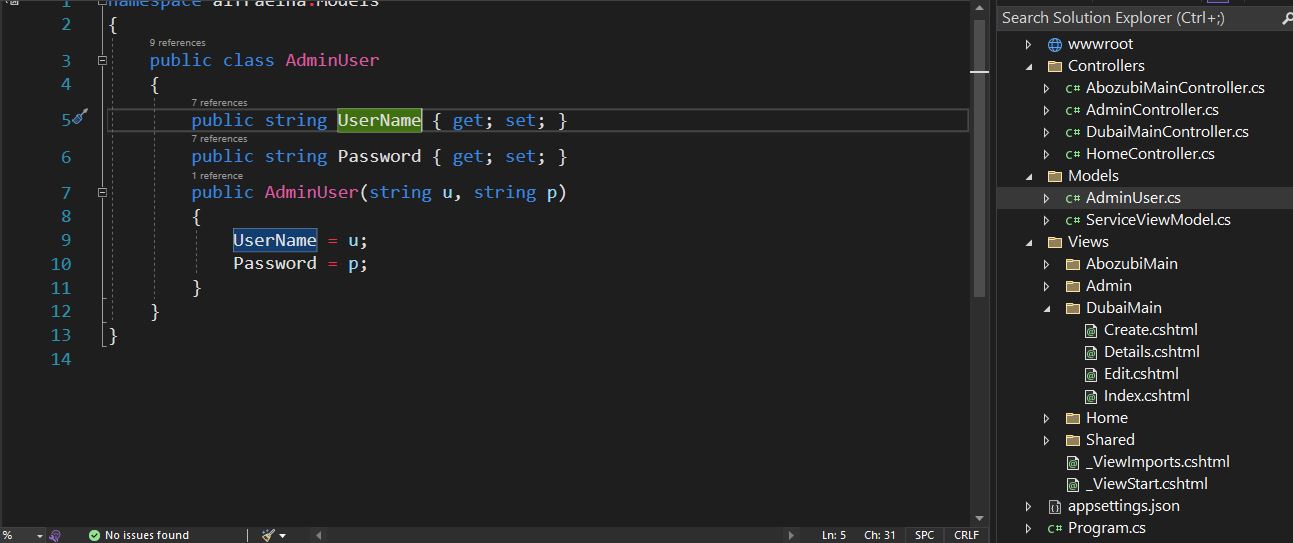 1
2 {
9 references
3 public class AdminUser
4 {
7 references
5 public string UserName { get; set; }
7 references
6 public string Password { get; set; }
1 reference
7 public AdminUser(string u, string p)
8 {
9 UserName = u;
10 Password = p;
11 }
12 }
13 }
14
% No issues found Ln: 5 Ch: 31 SPC CRLF
Search Solution Explorer (Ctrl+;)
wwwroot
Controllers
C# AbozubiMainController.cs
C# AdminController.cs
C# DubaiMainController.cs
C# HomeController.cs
Models
C# AdminUser.cs
C# ServiceViewModel.cs
Views
AbozubiMain
Admin
DubaiMain
Create.cshtml
Details.cshtml
Edit.cshtml
Index.cshtml
Home
Shared
_ViewImports.cshtml
_ViewStart.cshtml
appsettings.json
C# Program.cs